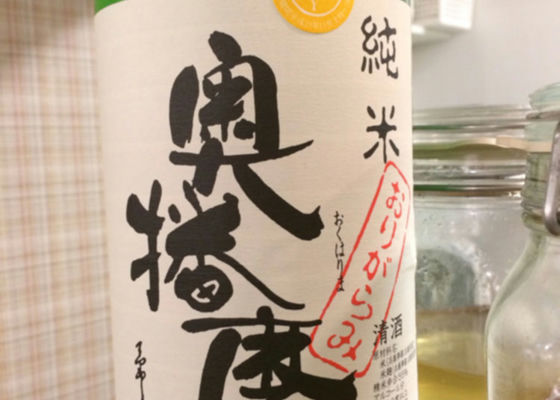 純米
奥播磨
おくはりま
おりがらみ
清酒